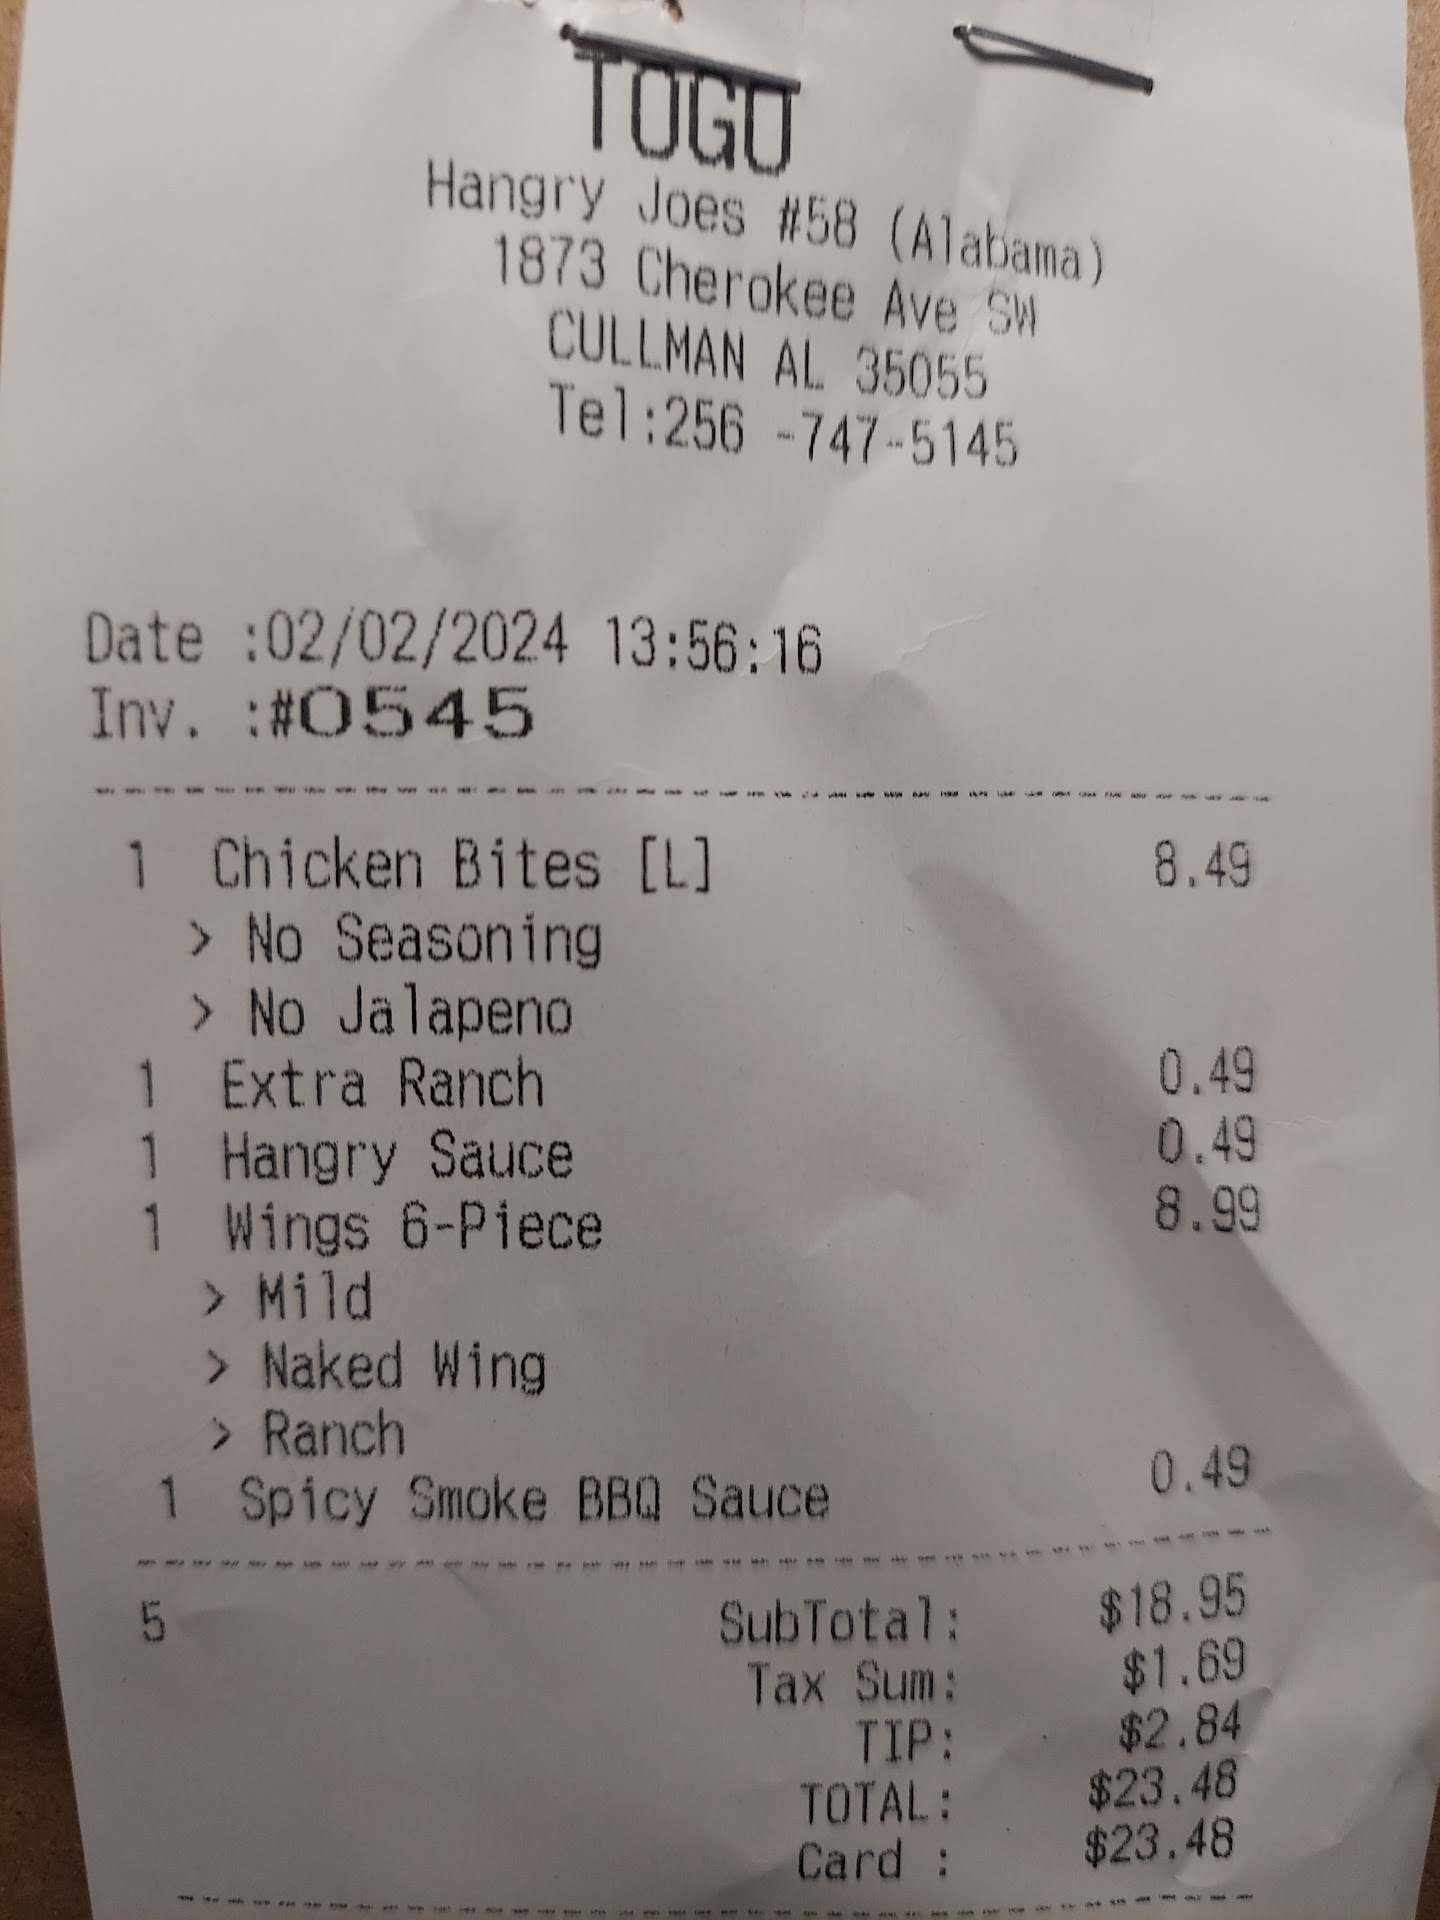 TOGO
Hangry Joes #58 (Alabama)
1873 Cherokee Ave SW
CULLMAN AL 35055
Tel:256 -747-5145
Date :02/02/2024 13:56:16
Inv. :#0545
1 Chicken Bites [L] 8.49
> No Seasoning
> No Jalapeno
1 Extra Ranch 0.49
1 Hangry Sauce 0.49
1 Wings 6-Piece 8.99
> Mild
> Naked Wing
> Ranch
1 Spicy Smoke BBQ Sauce 0.49
5 SubTotal: $18.95
Tax Sum: $1.69
TIP: $2.84
TOTAL: $23.48
Card : $23.48